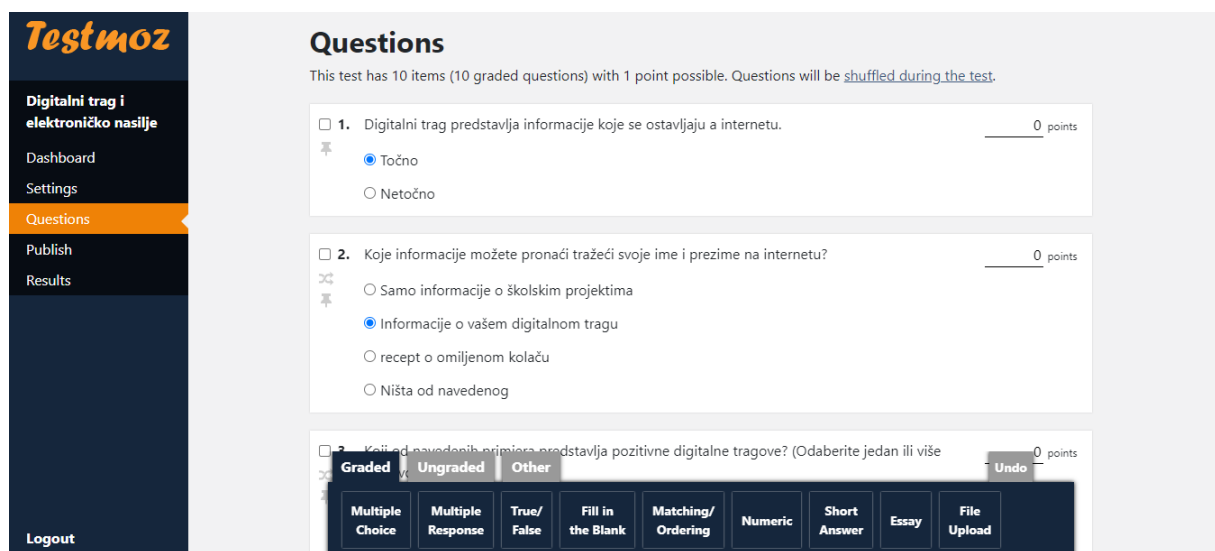 Testmoz
Digitalni trag i
elektroničko nasilje
Dashboard
Settings
Questions
Publish
Results
Logout
Questions
This test has 10 items (10 graded questions) with 1 point possible. Questions will be shuffled during the test.
1. Digitalni trag predstavlja informacije koje se ostavljaju a internetu. 0 points
Točno
Netočno
2. Koje informacije možete pronaći tražeći svoje ime i prezime na internetu? 0 points
Samo informacije o školskim projektima
Informacije o vašem digitalnom tragu
recept o omiljenom kolaču
Ništa od navedenog
3. Koji od navedenih primjera predstavlja pozitivne digitalne tragove? (Odaberite jedan ili više 0 points
Graded Ungraded Other Undo
Multiple Choice
Multiple Response
True/ False
Fill in the Blank
Matching/ Ordering
Numeric
Short Answer
Essay
File Upload